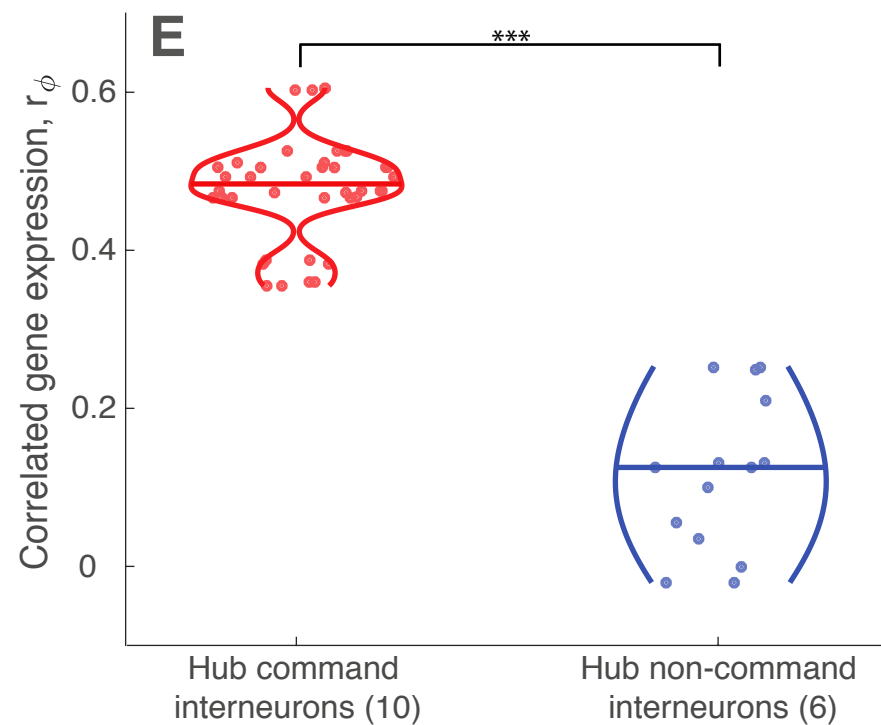 E
***
Correlated gene expression, rϕ
0.6
0.4
0.2
0
Hub command
interneurons (10)
Hub non-command
interneurons (6)